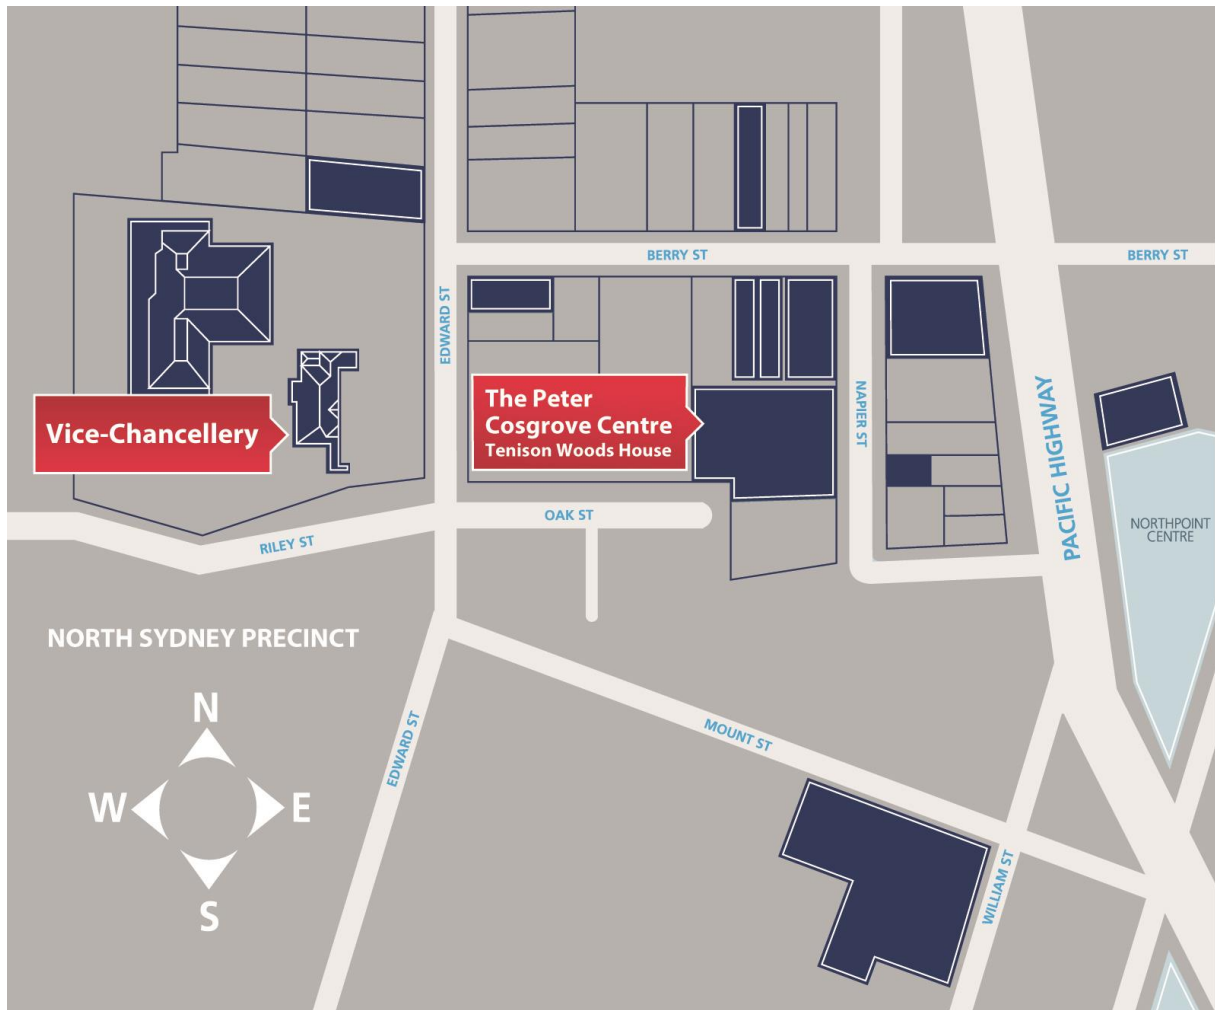 BERRY ST
BERRY ST
EDWARD ST
The Peter
Cosgrove Centre
Tenison Woods House
Vice-Chancellery
NAPIER ST
PACIFIC HIGHWAY
NORTHPOINT
CENTRE
OAK ST
RILEY ST
NORTH SYDNEY PRECINCT
N
W
E
S
EDWARD ST
MOUNT ST
WILLIAM ST